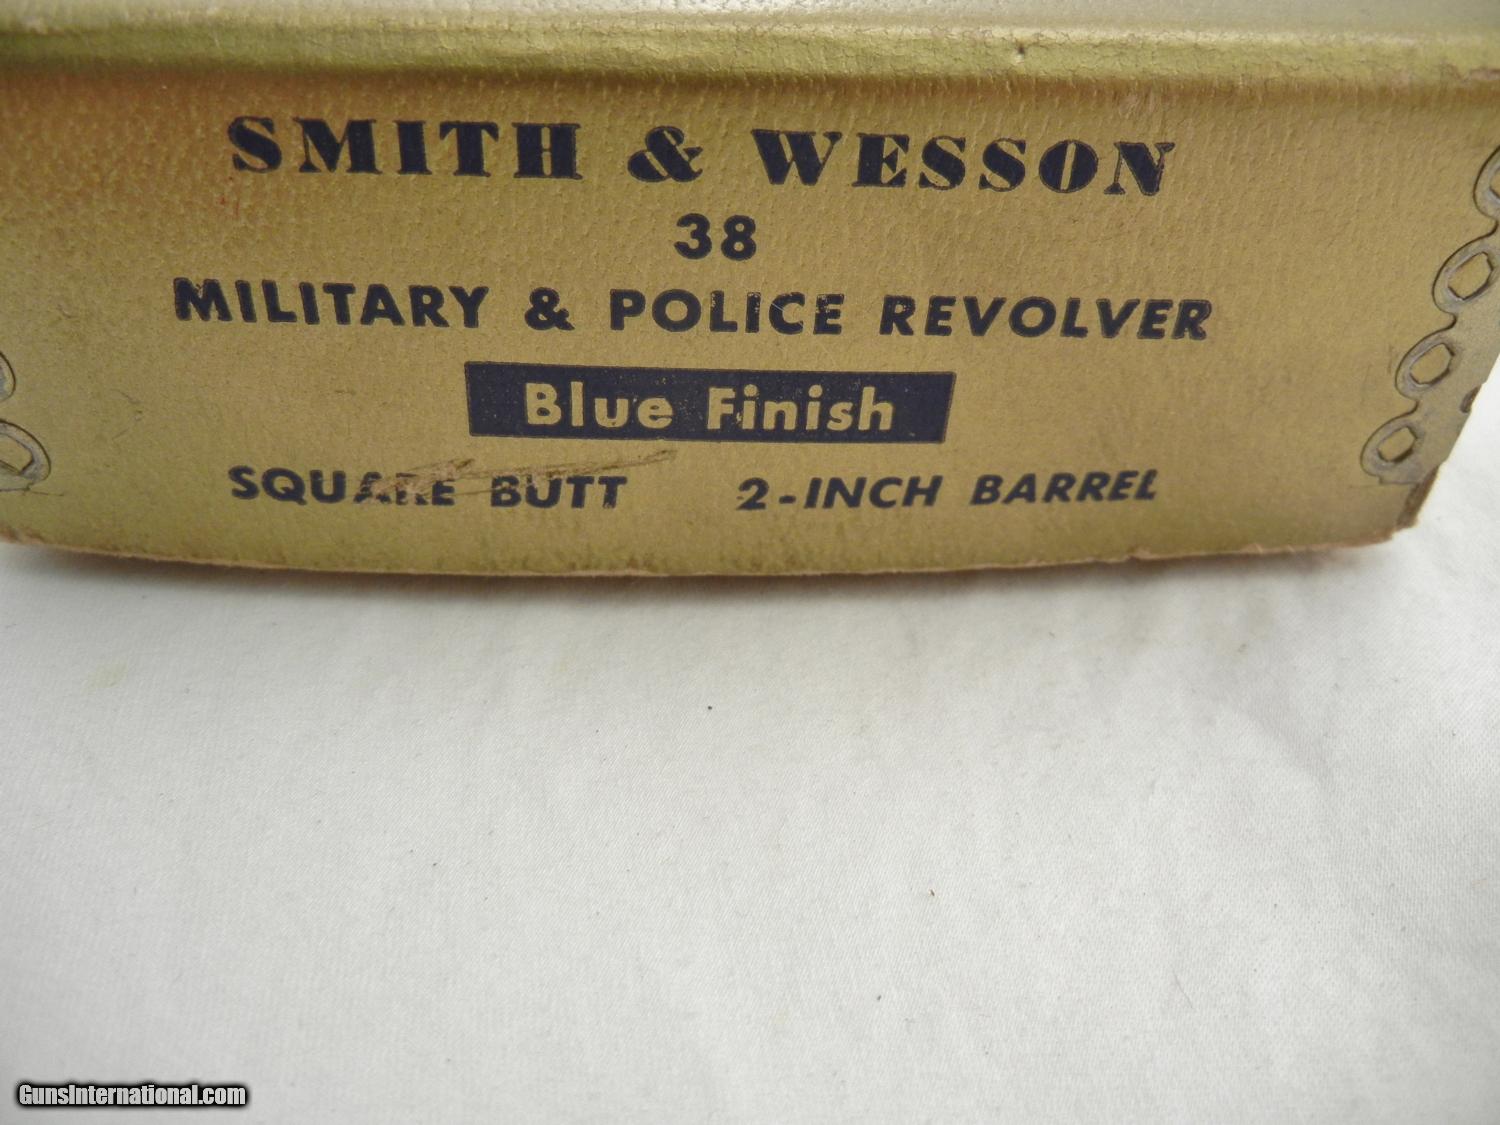 SMITH & WESSON
38
MILITARY & POLICE REVOLVER
Blue Finish
SQUARE BUTT 2-INCH BARREL
GunsInternational.com